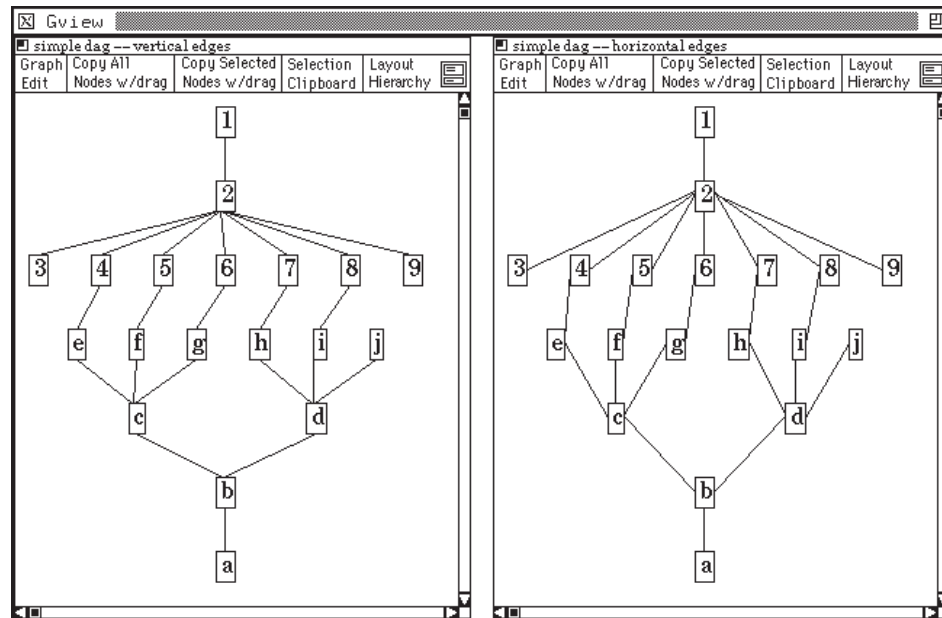 Gview
simple dag -- vertical edges
Graph Copy All Copy Selected Selection Layout
Edit Nodes w/drag Nodes w/drag Clipboard Hierarchy
1
2
3 4 5 6 7 8 9
e f g h i j
c d
b
a
simple dag -- horizontal edges
Graph Copy All Copy Selected Selection Layout
Edit Nodes w/drag Nodes w/drag Clipboard Hierarchy
1
2
3 4 5 6 7 8 9
e f g h i j
c d
b
a